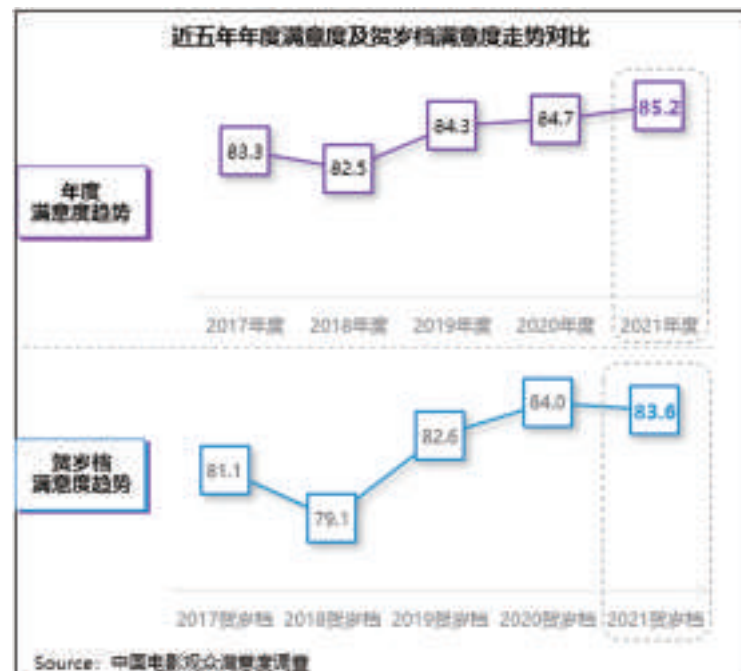 近五年年度满意度及贺岁档满意度走势对比
83.3
82.5
84.3
84.7
85.2
年度
满意度趋势
2017年度 2018年度 2019年度 2020年度 2021年度
81.1
79.1
82.6
84.0
83.6
贺岁档
满意度趋势
2017贺岁档 2018贺岁档 2019贺岁档 2020贺岁档 2021贺岁档
Source：中国电影观众满意度调查